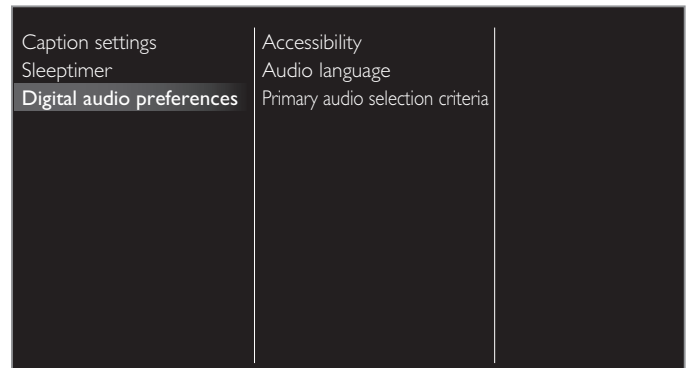 Caption settings
Sleeptimer
Digital audio preferences
Accessibility
Audio language
Primary audio selection criteria